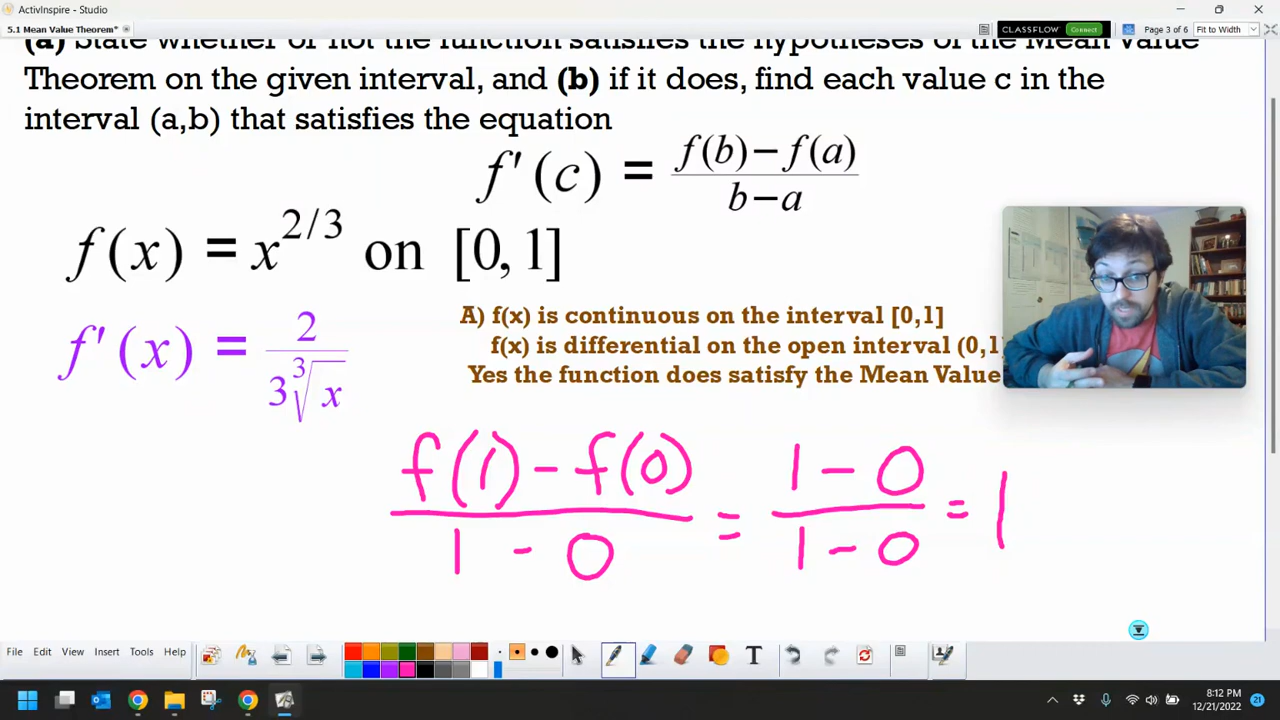 ActivInspire - Studio
5.1 Mean Value Theorem*
CLASSFLOW Connect
Page 3 of 6
Fit to Width
(a) State whether or not the function satisfies the hypotheses of the Mean Value
Theorem on the given interval, and (b) if it does, find each value c in the
interval (a,b) that satisfies the equation
f'(c) = f(b)−f(a) / b−a
f(x) = x^2/3 on [0, 1]
f'(x) = 2 / 3∛x
A) f(x) is continuous on the interval [0,1]
f(x) is differential on the open interval (0,1
Yes the function does satisfy the Mean Value
f(1) - f(0) / 1 - 0 = 1 - 0 / 1 - 0 = 1
File Edit View Insert Tools Help
T
8:12 PM
12/21/2022
21